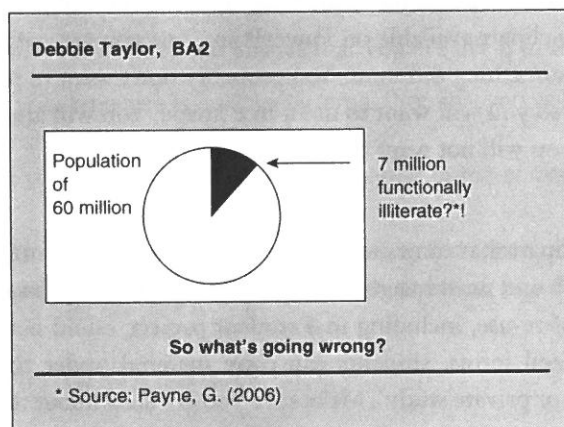 Debbie Taylor, BA2
Population
of
60 million
7 million
functionally
illiterate?*!
So what's going wrong?
* Source: Payne, G. (2006)